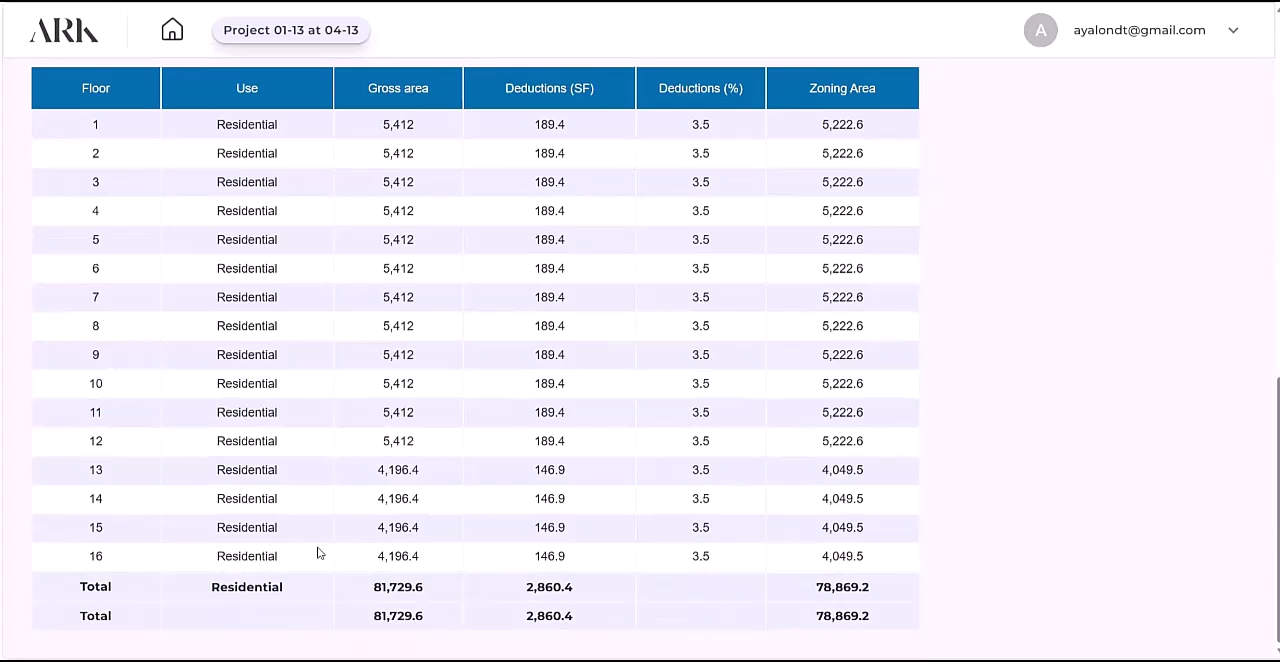 ARK Project 01-13 at 04-13 A ayalondt@gmail.com
Floor Use Gross area Deductions (SF) Deductions (%) Zoning Area
1 Residential 5,412 189.4 3.5 5,222.6
2 Residential 5,412 189.4 3.5 5,222.6
3 Residential 5,412 189.4 3.5 5,222.6
4 Residential 5,412 189.4 3.5 5,222.6
5 Residential 5,412 189.4 3.5 5,222.6
6 Residential 5,412 189.4 3.5 5,222.6
7 Residential 5,412 189.4 3.5 5,222.6
8 Residential 5,412 189.4 3.5 5,222.6
9 Residential 5,412 189.4 3.5 5,222.6
10 Residential 5,412 189.4 3.5 5,222.6
11 Residential 5,412 189.4 3.5 5,222.6
12 Residential 5,412 189.4 3.5 5,222.6
13 Residential 4,196.4 146.9 3.5 4,049.5
14 Residential 4,196.4 146.9 3.5 4,049.5
15 Residential 4,196.4 146.9 3.5 4,049.5
16 Residential 4,196.4 146.9 3.5 4,049.5
Total Residential 81,729.6 2,860.4 78,869.2
Total 81,729.6 2,860.4 78,869.2